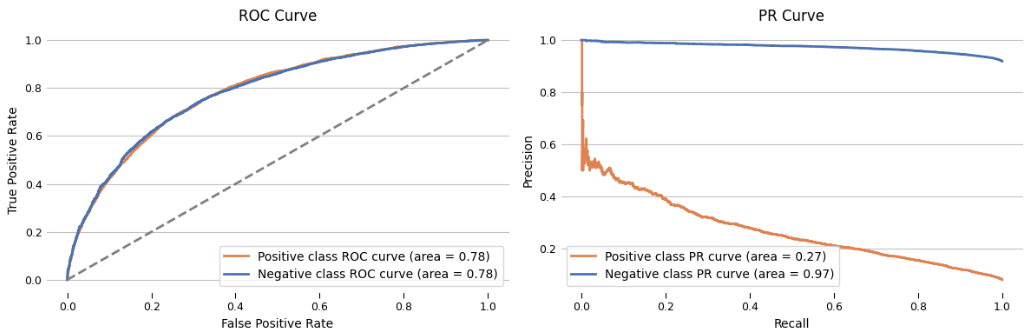 ROC Curve
1.0
0.8
0.6
0.4
0.2
0.0
True Positive Rate
Positive class ROC curve (area = 0.78)
Negative class ROC curve (area = 0.78)
0.0 0.2 0.4 0.6 0.8 1.0
False Positive Rate
PR Curve
1.0
0.8
0.6
0.4
0.2
Precision
Positive class PR curve (area = 0.27)
Negative class PR curve (area = 0.97)
0.0 0.2 0.4 0.6 0.8 1.0
Recall